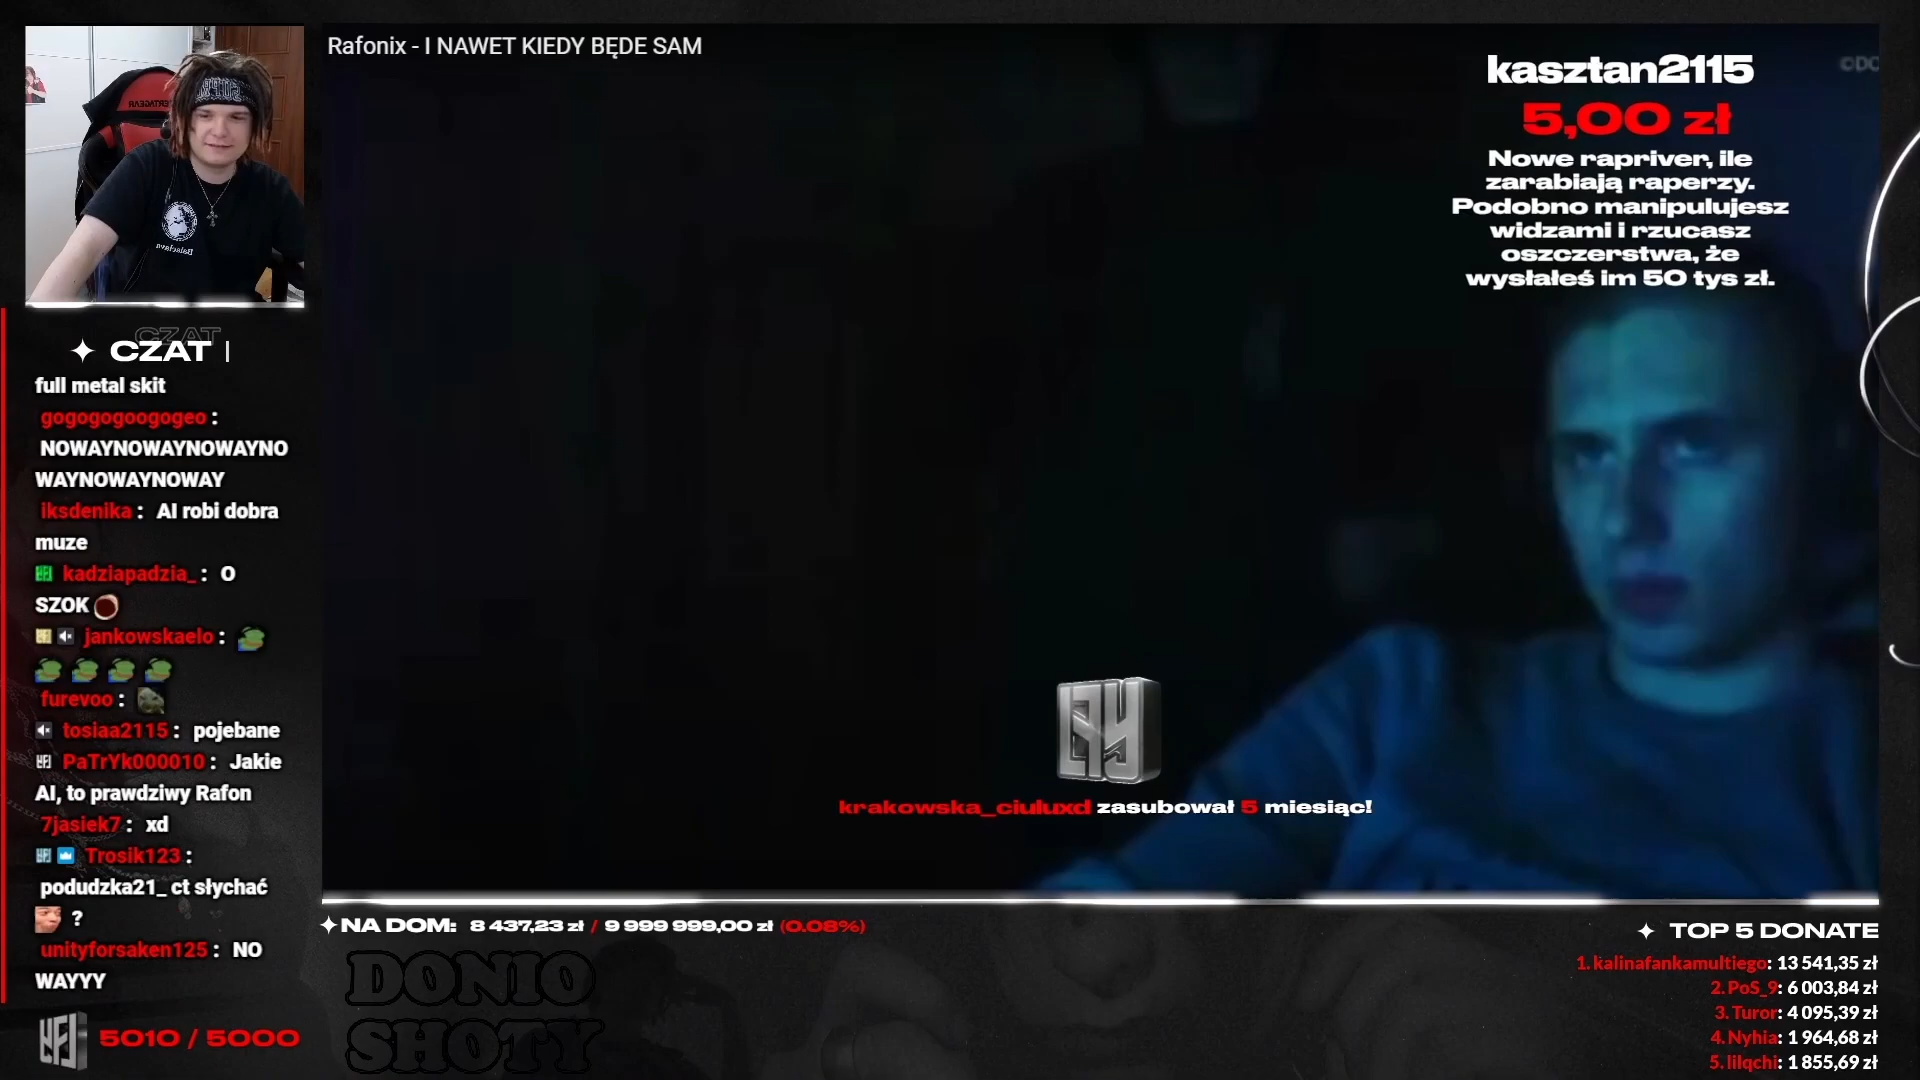 Rafonix - I NAWET KIEDY BĘDE SAM
©DC
kasztan2115
5,00 zł
Nowe rapriver, ile
zarabiają raperzy.
Podobno manipulujesz
widzami i rzucasz
oszczerstwa, że
wysłałeś im 50 tys zł.
CZAT
CZAT
full metal skit
gogogogoogogeo :
NOWAYNOWAYNOWAYNO
WAYNOWAYNOWAY
iksdenika : AI robi dobra
muze
kadziapadzia_ : O
SZOK
jankowskaelo :
furevoo :
tosiaa2115 : pojebane
PaTrYk000010 : Jakie
AI, to prawdziwy Rafon
7jasiek7 : xd
Trosik123 :
podudzka21_ ct słychać
?
unityforsaken125 : NO
WAYYY
5010 / 5000
krakowska_ciuluxd zasubował 5 miesiąc!
NA DOM: 8 437,23 zł / 9 999 999,00 zł (0.08%)
DONIO
SHOTY
TOP 5 DONATE
1. kalinafankamultiego: 13 541,35 zł
2. PoS_9: 6 003,84 zł
3. Turor: 4 095,39 zł
4. Nyhia: 1 964,68 zł
5. lilqchi: 1 855,69 zł